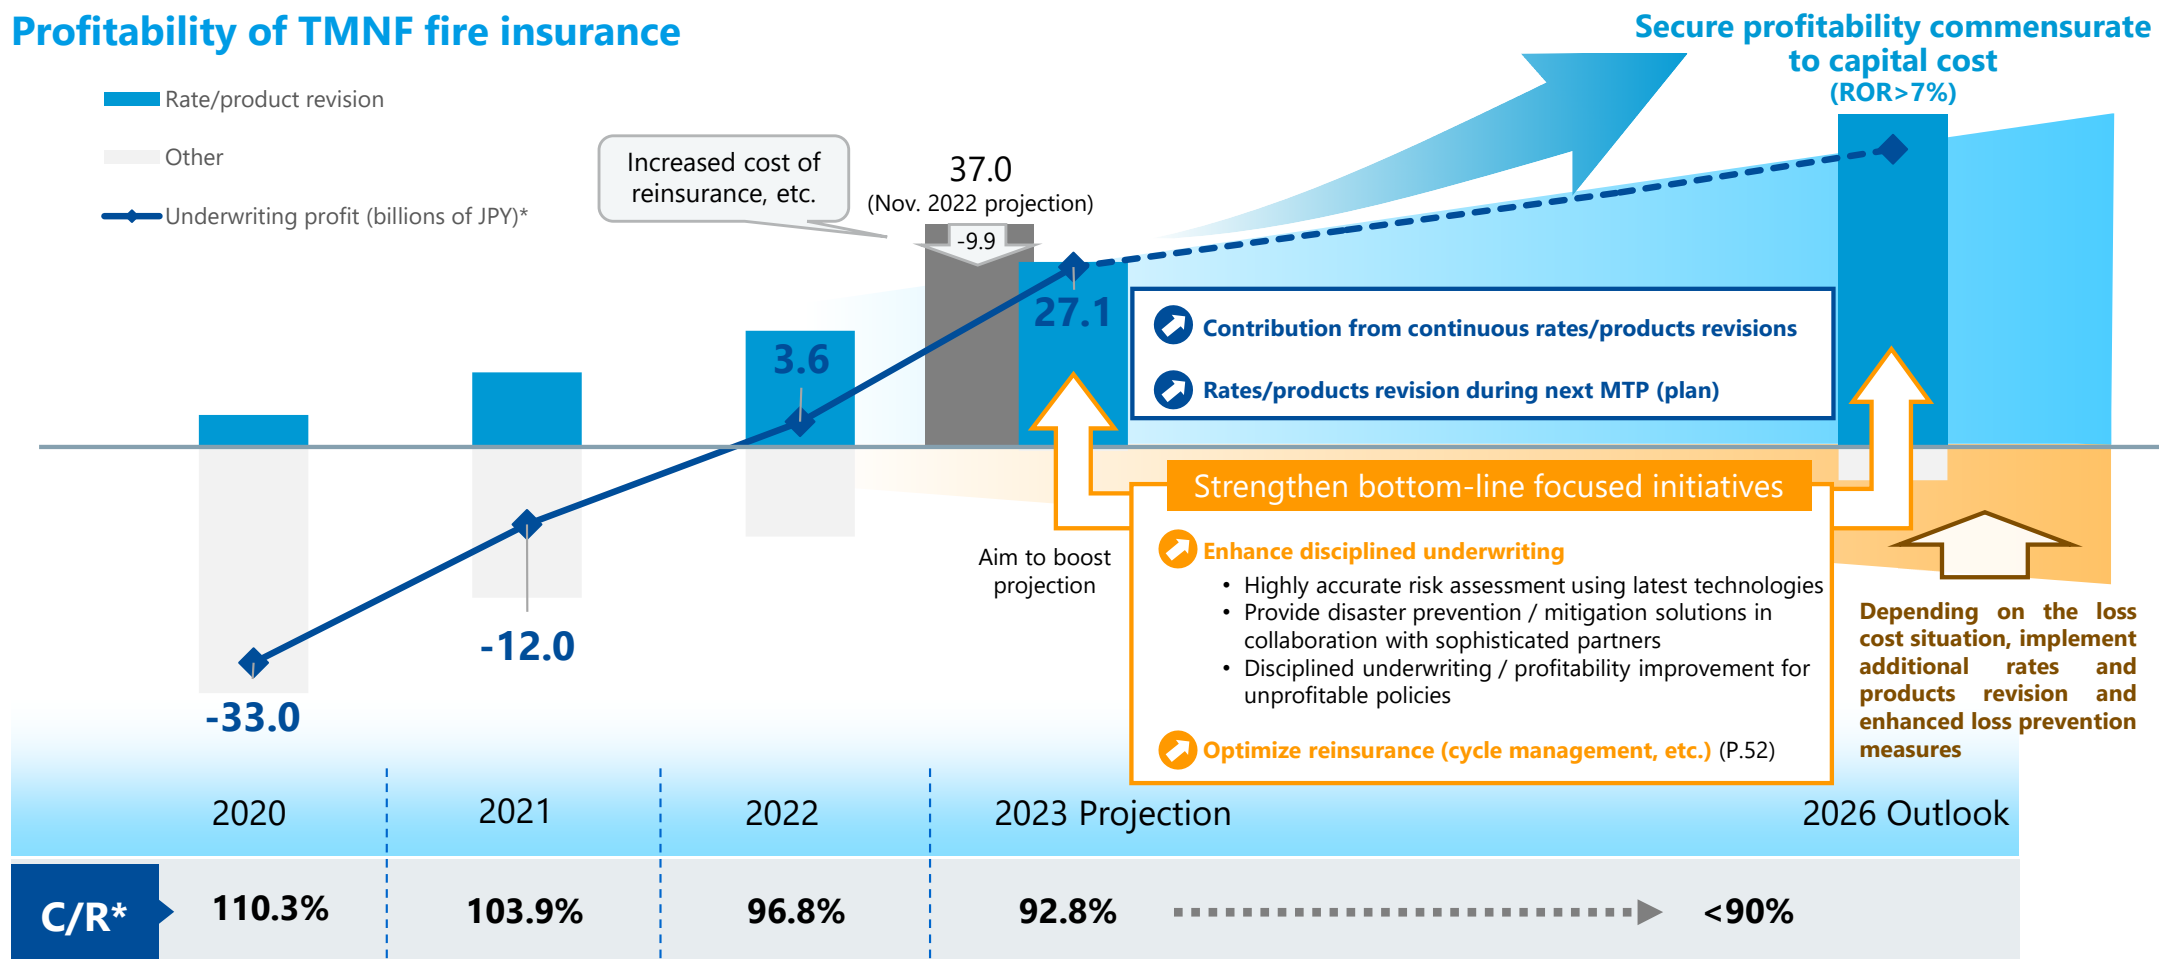 Profitability of TMNF fire insurance
Secure profitability commensurate
to capital cost
(ROR>7%)
Rate/product revision
Other
Underwriting profit (billions of JPY)*
Increased cost of
reinsurance, etc.
37.0
(Nov. 2022 projection)
-9.9
27.1
3.6
-12.0
-33.0
Contribution from continuous rates/products revisions
Rates/products revision during next MTP (plan)
Strengthen bottom-line focused initiatives
Aim to boost
projection
Enhance disciplined underwriting
• Highly accurate risk assessment using latest technologies
• Provide disaster prevention / mitigation solutions in
collaboration with sophisticated partners
• Disciplined underwriting / profitability improvement for
unprofitable policies
Optimize reinsurance (cycle management, etc.) (P.52)
Depending on the loss
cost situation, implement
additional rates and
products revision and
enhanced loss prevention
measures
2020
2021
2022
2023 Projection
2026 Outlook
C/R*
110.3%
103.9%
96.8%
92.8%
<90%